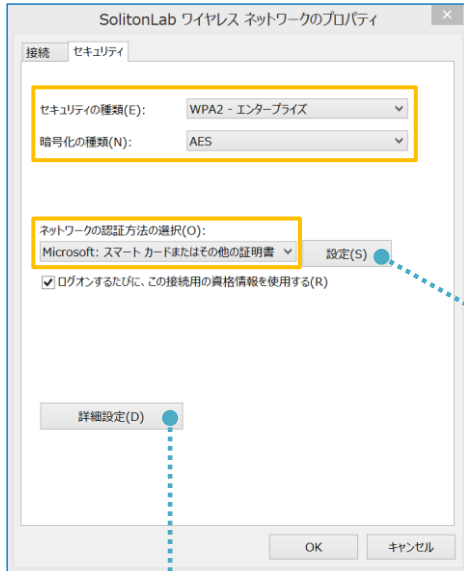 SolitonLab ワイヤレス ネットワークのプロパティ
接続 セキュリティ
セキュリティの種類(E): WPA2 - エンタープライズ
暗号化の種類(N): AES
ネットワークの認証方法の選択(O):
Microsoft: スマート カードまたはその他の証明書 設定(S)
ログオンするたびに、この接続用の資格情報を使用する(R)
詳細設定(D)
OK キャンセル